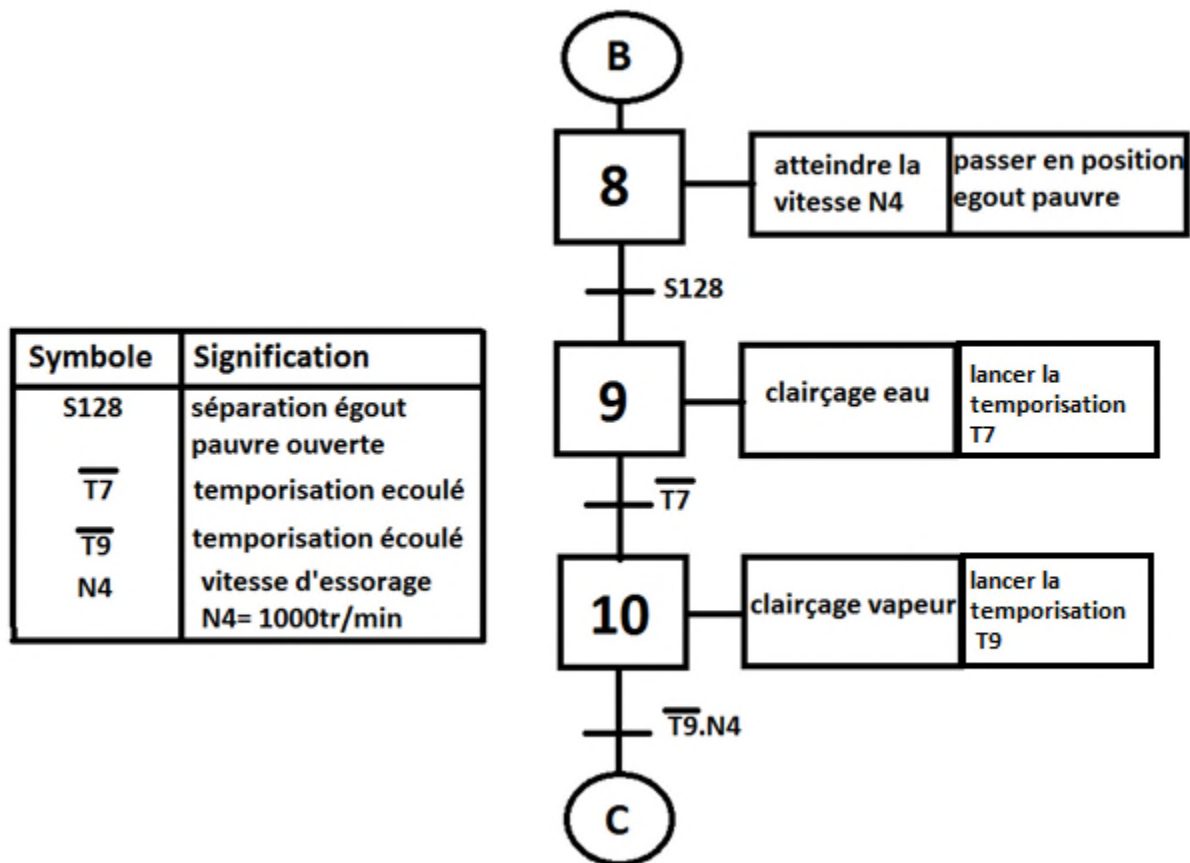 B
8
atteindre la
vitesse N4
passer en position
egout pauvre
S128
9
clairçage eau
lancer la
temporisation
T7
T7
10
clairçage vapeur
lancer la
temporisation
T9
T9.N4
C
Symbole Signification
S128 séparation égout
pauvre ouverte
T7 temporisation ecoulé
T9 temporisation écoulé
N4 vitesse d'essorage
N4= 1000tr/min